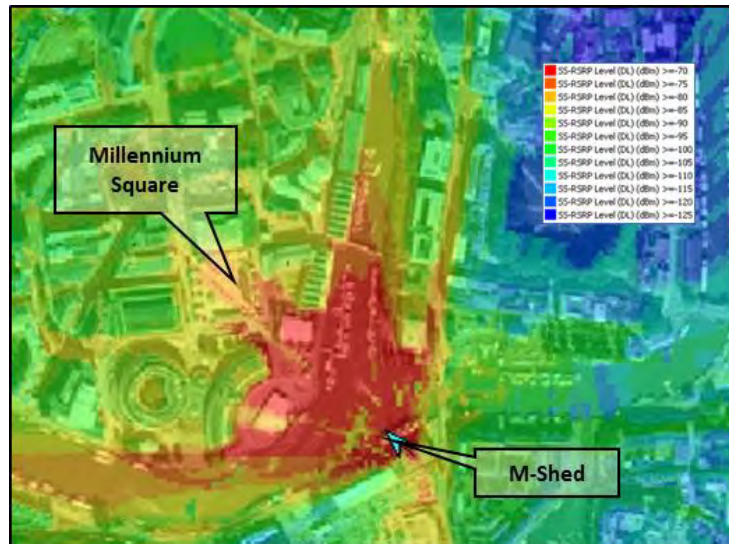 SS-RSRP Level (DL) (dBm) >=-70
SS-RSRP Level (DL) (dBm) >=-75
SS-RSRP Level (DL) (dBm) >=-80
SS-RSRP Level (DL) (dBm) >=-85
SS-RSRP Level (DL) (dBm) >=-90
SS-RSRP Level (DL) (dBm) >=-95
SS-RSRP Level (DL) (dBm) >=-100
SS-RSRP Level (DL) (dBm) >=-105
SS-RSRP Level (DL) (dBm) >=-110
SS-RSRP Level (DL) (dBm) >=-115
SS-RSRP Level (DL) (dBm) >=-120
SS-RSRP Level (DL) (dBm) >=-125
Millennium
Square
M-Shed